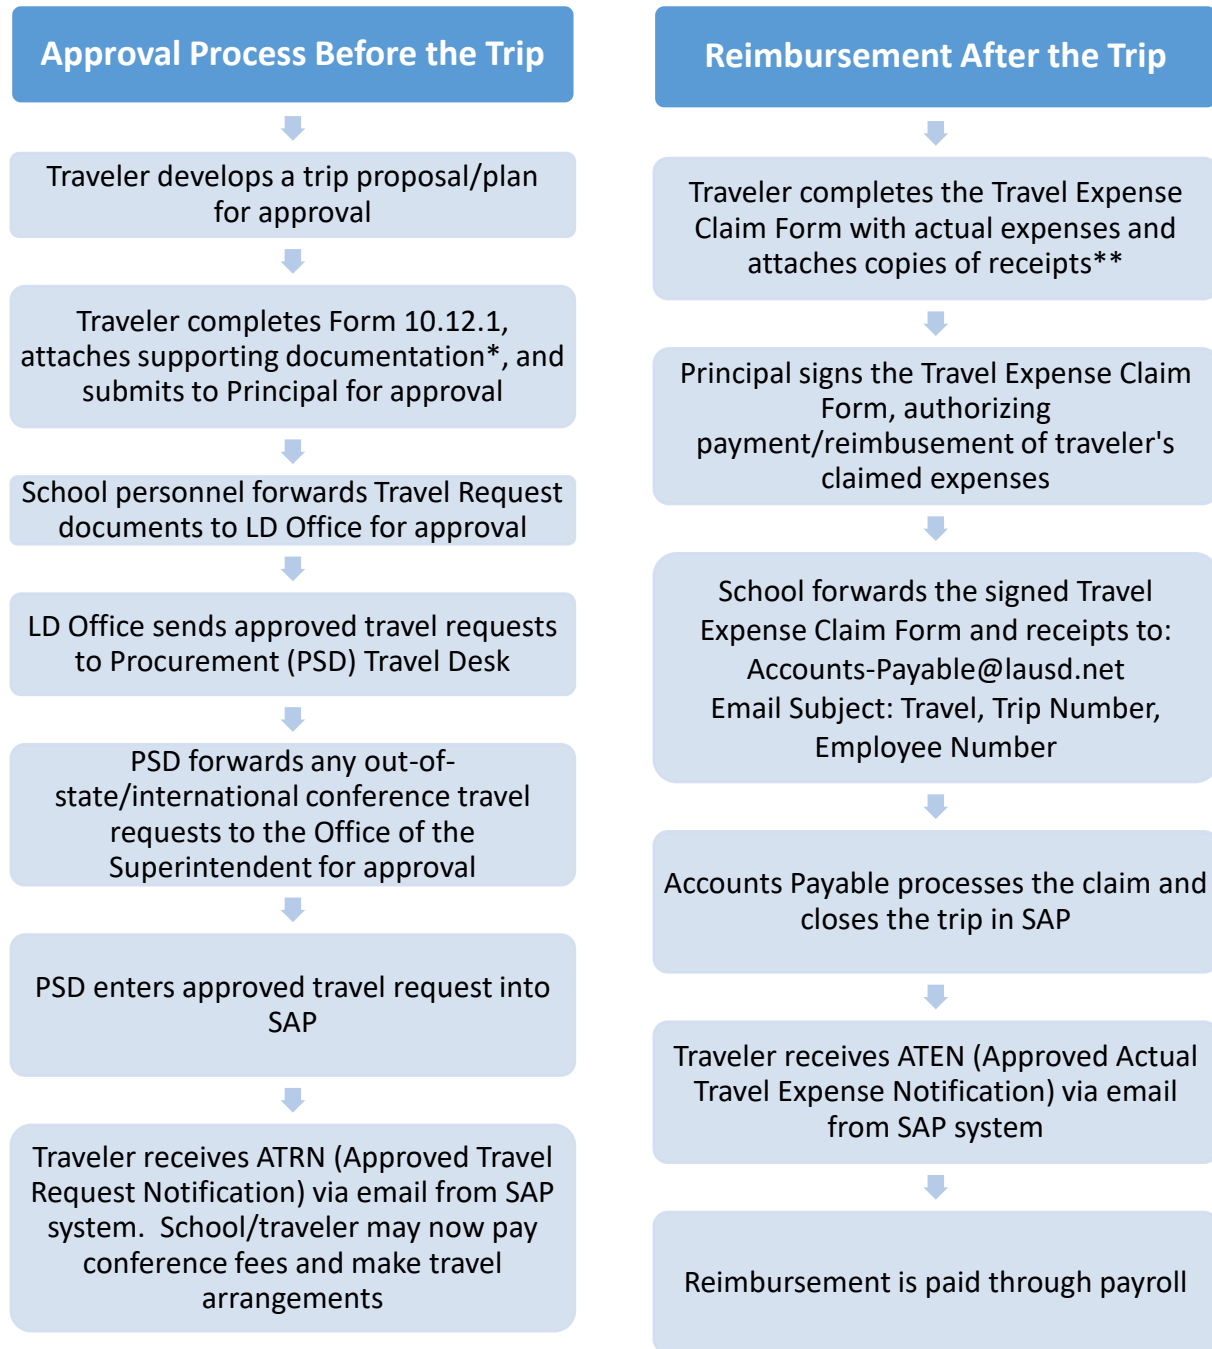 Approval Process Before the Trip
Traveler develops a trip proposal/plan
for approval
Traveler completes Form 10.12.1,
attaches supporting documentation*, and
submits to Principal for approval
School personnel forwards Travel Request
documents to LD Office for approval
LD Office sends approved travel requests
to Procurement (PSD) Travel Desk
PSD forwards any out-of-
state/international conference travel
requests to the Office of the
Superintendent for approval
PSD enters approved travel request into
SAP
Traveler receives ATRN (Approved Travel
Request Notification) via email from SAP
system.  School/traveler may now pay
conference fees and make travel
arrangements
Reimbursement After the Trip
Traveler completes the Travel Expense
Claim Form with actual expenses and
attaches copies of receipts**
Principal signs the Travel Expense Claim
Form, authorizing
payment/reimbusement of traveler's
claimed expenses
School forwards the signed Travel
Expense Claim Form and receipts to:
Accounts-Payable@lausd.net
Email Subject: Travel, Trip Number,
Employee Number
Accounts Payable processes the claim and
closes the trip in SAP
Traveler receives ATEN (Approved Actual
Travel Expense Notification) via email
from SAP system
Reimbursement is paid through payroll